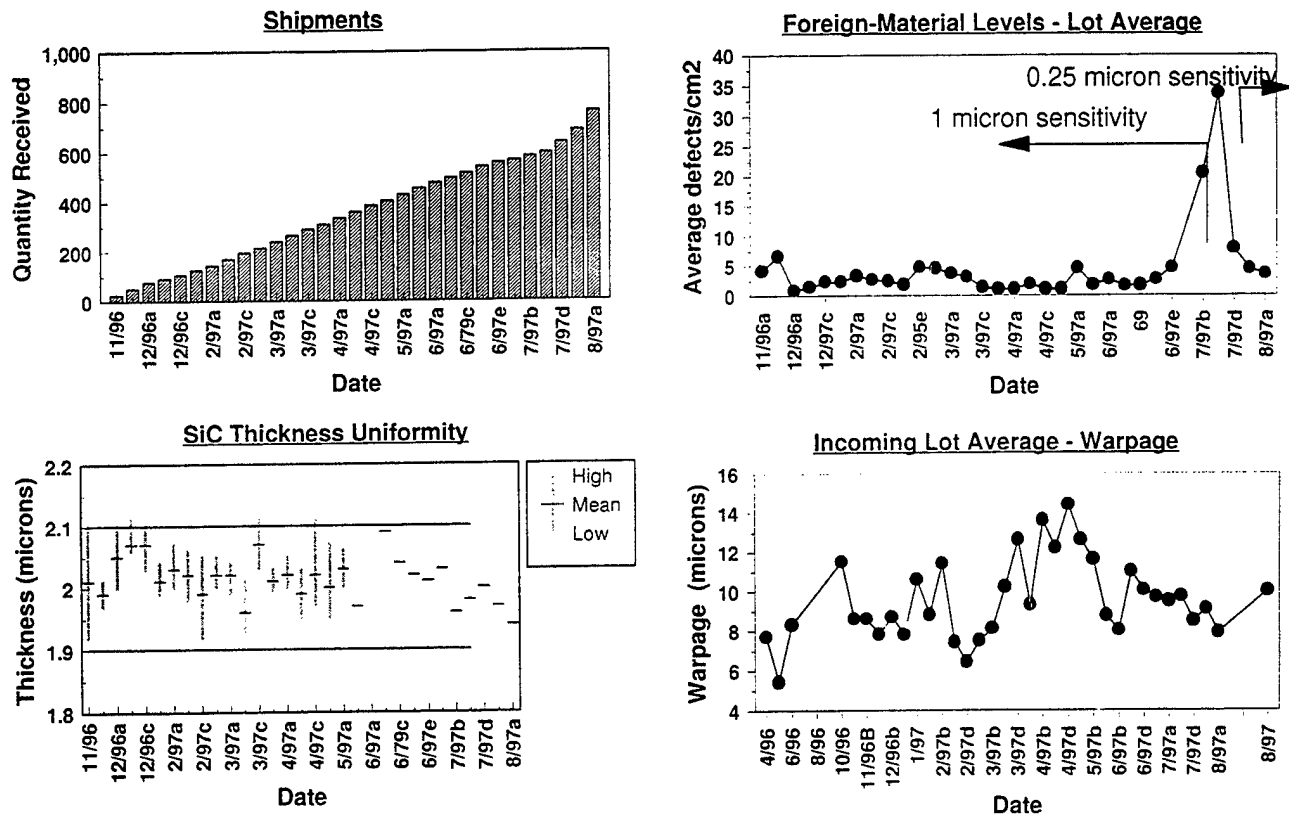 Shipments
1,000
800
600
400
200
0
Quantity Received
11/96
12/96a
12/96c
2/97a
2/97c
3/97a
3/97c
4/97a
4/97c
5/97a
6/97a
6/79c
6/97e
7/97b
7/97d
8/97a
Date
Foreign-Material Levels - Lot Average
40
35
30
25
20
15
10
5
0
Average defects/cm2
0.25 micron sensitivity
1 micron sensitivity
11/96a
12/96a
12/97c
2/97a
2/97c
2/95e
3/97a
3/97c
4/97a
4/97c
5/97a
6/97a
69
6/97e
7/97b
7/97d
8/97a
Date
SiC Thickness Uniformity
2.2
2.1
2
1.9
1.8
Thickness (microns)
High
Mean
Low
11/96
12/96a
12/96c
2/97a
2/97c
3/97a
3/97c
4/97a
4/97c
5/97a
6/97a
6/79c
6/97e
7/97b
7/97d
8/97a
Date
Incoming Lot Average - Warpage
16
14
12
10
8
6
4
Warpage (microns)
4/96
6/96
8/96
10/96
11/96B
12/96b
1/97
2/97b
2/97d
3/97b
3/97d
4/97b
4/97d
5/97b
6/97b
6/97d
7/97b
7/97d
8/97a
8/97
Date